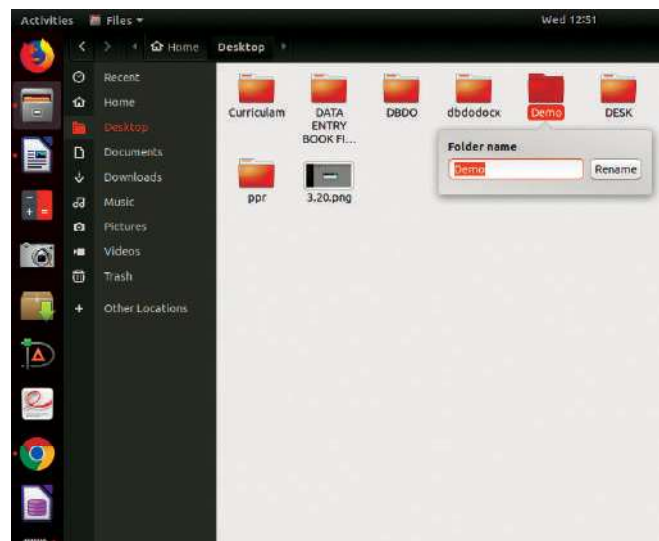 Activities Files Wed 12:51
Home Desktop
Recent
Home
Desktop
Documents
Downloads
Music
Pictures
Videos
Trash
Other Locations
Curriculam
DATA
ENTRY
BOOK FI...
DBDO
dbdodocx
Demo
DESK
ppr
3.20.png
Folder name
Demo
Rename